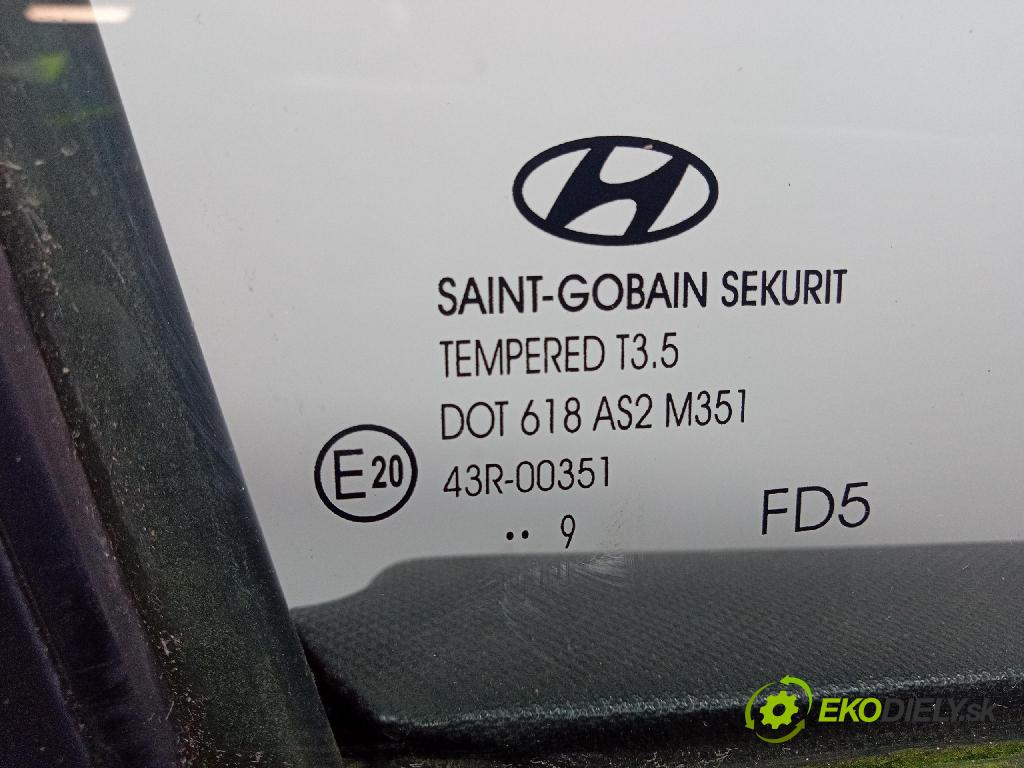 SAINT-GOBAIN SEKURIT
TEMPERED T3.5
DOT 618 AS2 M351
E20 43R-00351
.. 9
FD5
EKODIELY.sk